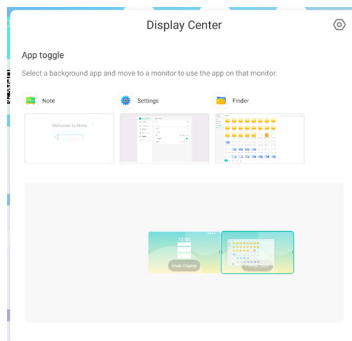 Display Center
App toggle
Select a background app and move to a monitor to use the app on that monitor.
Note
Settings
Finder
Welcome to Note